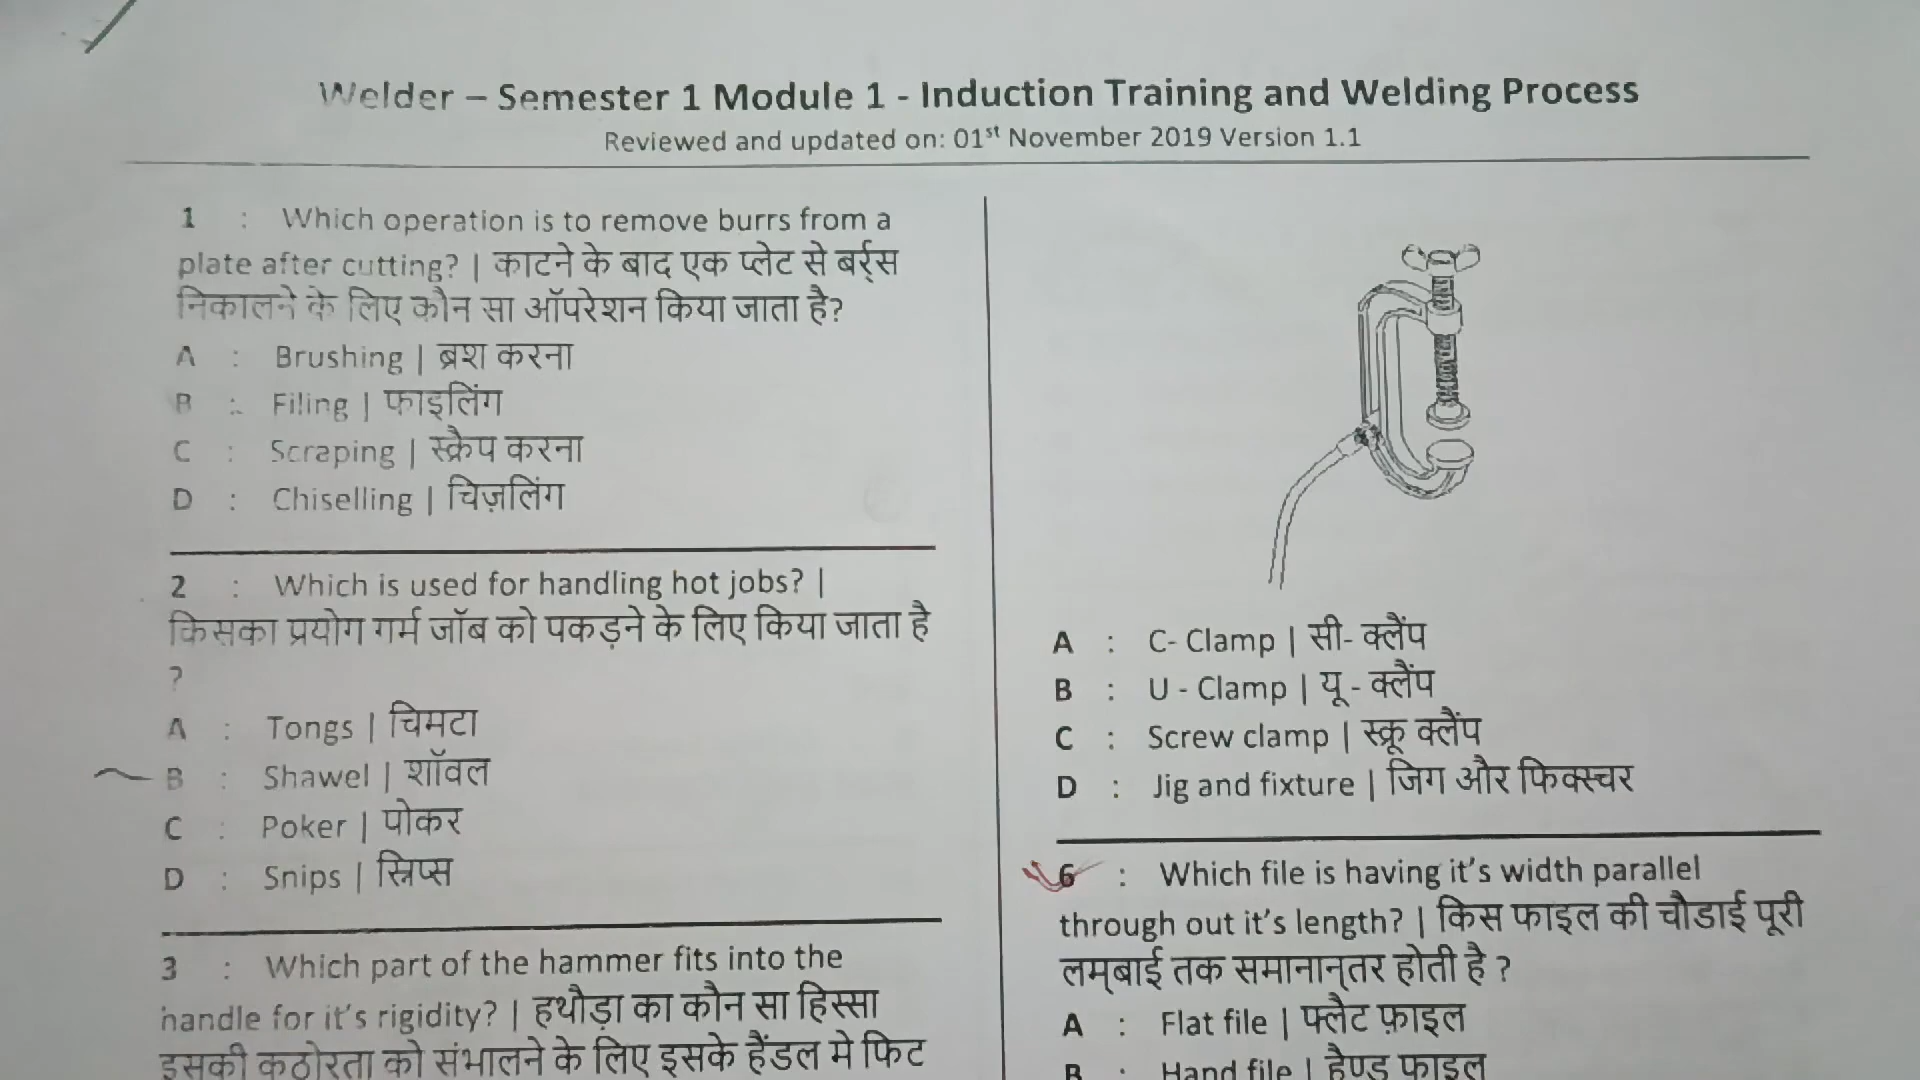 Welder – Semester 1 Module 1 - Induction Training and Welding Process
Reviewed and updated on: 01st November 2019 Version 1.1
1 : Which operation is to remove burrs from a
plate after cutting? | काटने के बाद एक प्लेट से बर्र्स
निकालने के लिए कौन सा ऑपरेशन किया जाता है?
A : Brushing | ब्रश करना
B : Filing | फाइलिंग
C : Scraping | स्क्रैप करना
D : Chiselling | चिज़लिंग
2 : Which is used for handling hot jobs? |
किसका प्रयोग गर्म जॉब को पकड़ने के लिए किया जाता है
?
A : Tongs | चिमटा
B : Shawel | शॉवल
C : Poker | पोकर
D : Snips | स्निप्स
3 : Which part of the hammer fits into the
handle for it's rigidity? | हथौड़ा का कौन सा हिस्सा
इसकी कठोरता को संभालने के लिए इसके हैंडल मे फिट
A : C- Clamp | सी- क्लैंप
B : U - Clamp | यू - क्लैंप
C : Screw clamp | स्क्रू क्लैंप
D : Jig and fixture | जिग और फिक्स्चर
6 : Which file is having it's width parallel
through out it's length? | किस फाइल की चौडाई पूरी
लम्‌बाई तक समानान्‌तर होती है ?
A : Flat file | फ्लैट फ़ाइल
B : Hand file | हैण्ड फाइल